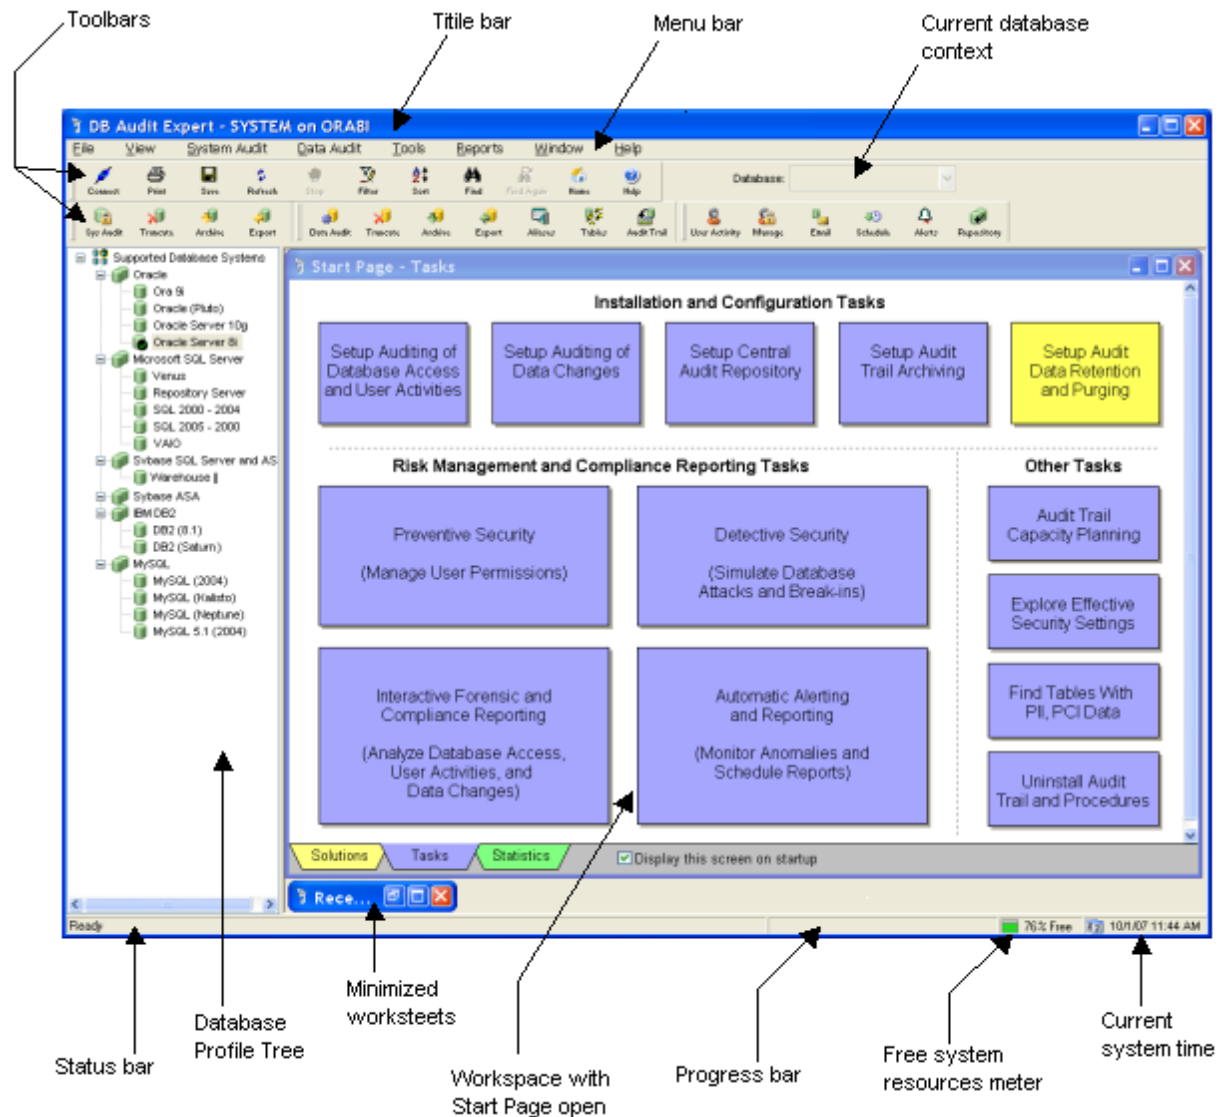 Toolbars
Titile bar
Menu bar
Current database
context
DB Audit Expert - SYSTEM on ORA8I
File View System Audit Data Audit Tools Reports Window Help
Connect Print Save Refresh Stop Filter Sort Find Find Again Home Help Database:
Sys Audit Truncate Archive Export Data Audit Truncate Archive Export Aliases Tables Audit Trail User Activity Manage Email Schedule Alerts Repository
Supported Database Systems
Oracle
Ora 9i
Oracle (Pluto)
Oracle Server 10g
Oracle Server 8i
Microsoft SQL Server
Venus
Repository Server
SQL 2000 - 2004
SQL 2005 - 2000
VAIO
Sybase SQL Server and AS
Warehouse II
Sybase ASA
IBM DB2
DB2 (8.1)
DB2 (Saturn)
MySQL
MySQL (2004)
MySQL (Kalisto)
MySQL (Neptune)
MySQL 5.1 (2004)
Start Page - Tasks
Installation and Configuration Tasks
Setup Auditing of
Database Access
and User Activities
Setup Auditing of
Data Changes
Setup Central
Audit Repository
Setup Audit
Trail Archiving
Setup Audit
Data Retention
and Purging
Risk Management and Compliance Reporting Tasks
Other Tasks
Preventive Security
(Manage User Permissions)
Detective Security
(Simulate Database
Attacks and Break-ins)
Interactive Forensic and
Compliance Reporting
(Analyze Database Access,
User Activities, and
Data Changes)
Automatic Alerting
and Reporting
(Monitor Anomalies and
Schedule Reports)
Audit Trail
Capacity Planning
Explore Effective
Security Settings
Find Tables With
PII, PCI Data
Uninstall Audit
Trail and Procedures
Solutions Tasks Statistics Display this screen on startup
Rece...
Ready 76% Free 10/1/07 11:44 AM
Status bar
Database
Profile Tree
Minimized
worksteets
Workspace with
Start Page open
Progress bar
Free system
resources meter
Current
system time